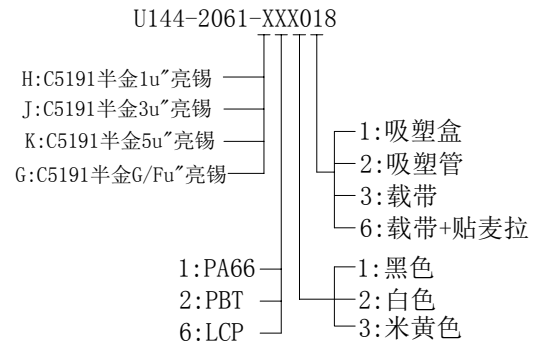 U144-2061-XXX018
H:C5191半金1u"亮锡
J:C5191半金3u"亮锡
K:C5191半金5u"亮锡
G:C5191半金G/Fu"亮锡
1:吸塑盒
2:吸塑管
3:载带
6:载带+贴麦拉
1:PA66
2:PBT
6:LCP
1:黑色
2:白色
3:米黄色